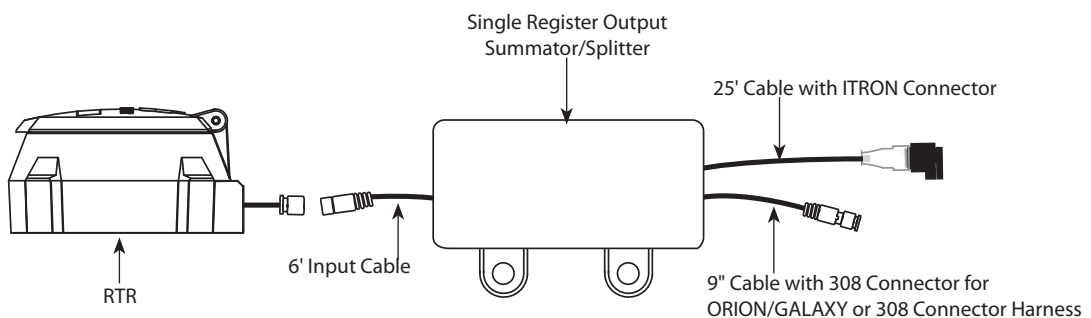 Single Register Output
Summator/Splitter
25' Cable with ITRON Connector
6' Input Cable
RTR
9" Cable with 308 Connector for
ORION/GALAXY or 308 Connector Harness